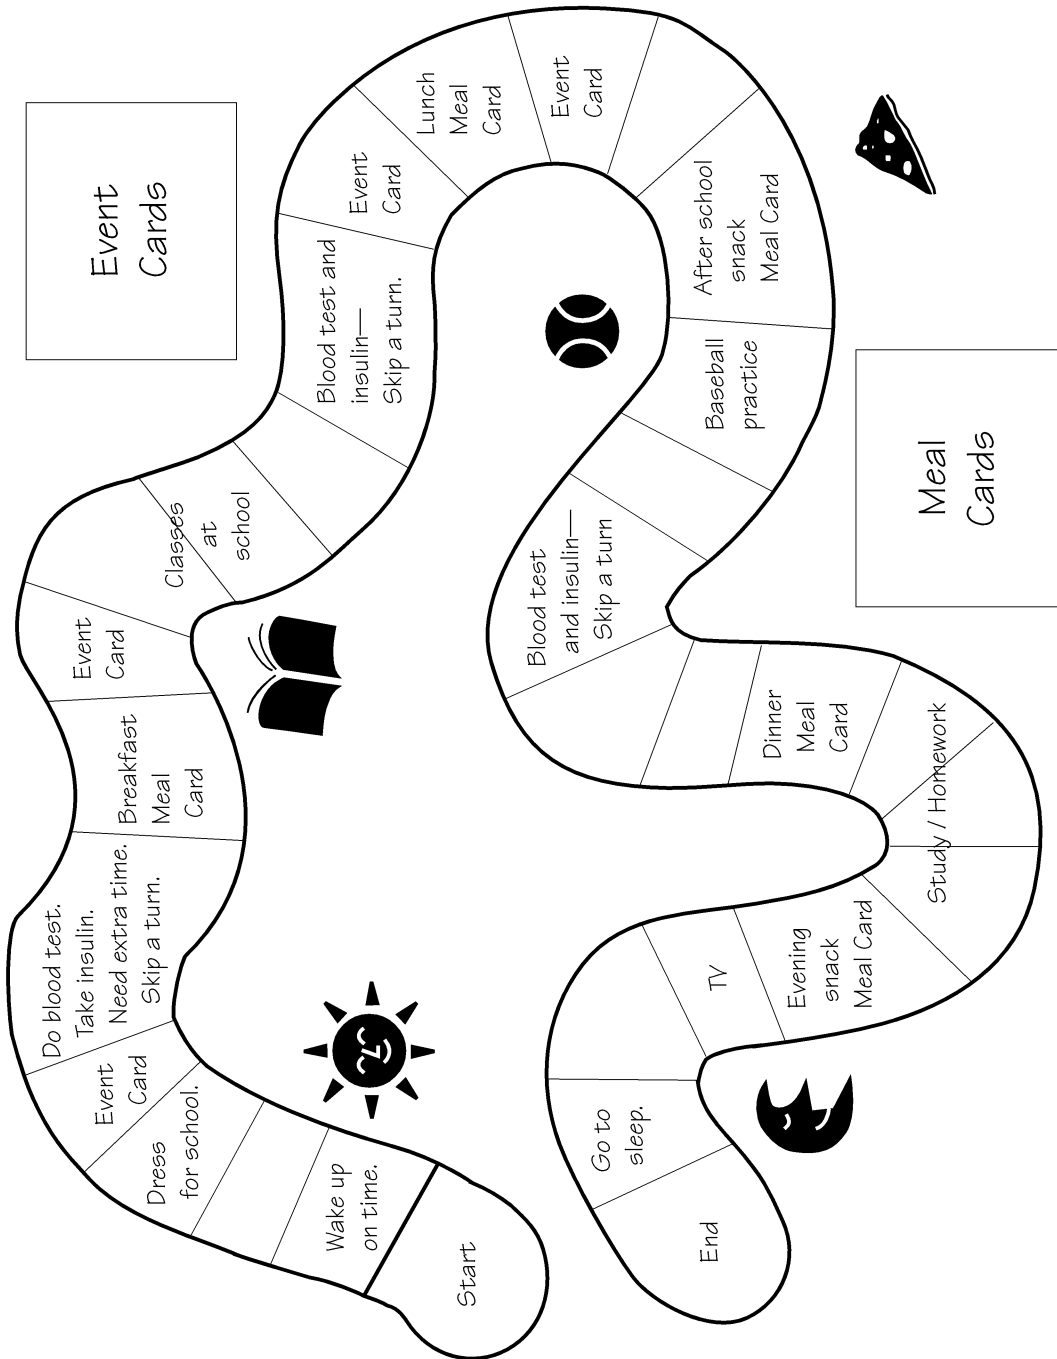 Event
Cards
Meal
Cards
Start
Wake up
on time.
Dress
for school.
Event
Card
Do blood test.
Take insulin.
Need extra time.
Skip a turn.
Breakfast
Meal
Card
Event
Card
Classes
at
school
Blood test and
insulin—
Skip a turn.
Event
Card
Lunch
Meal
Card
Event
Card
After school
snack
Meal Card
Baseball
practice
Blood test
and insulin—
Skip a turn
Dinner
Meal
Card
Study / Homework
Evening
snack
Meal Card
TV
Go to
sleep.
End